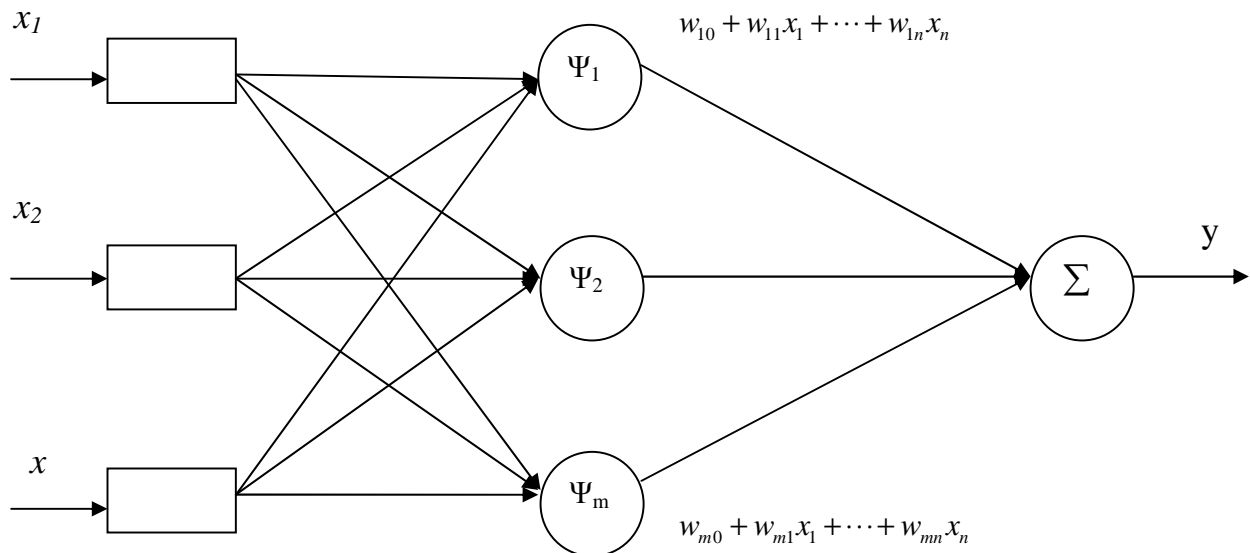 x₁
w₁₀ + w₁₁x₁ + ⋯ + w₁ₙxₙ
Ψ₁
x₂
y
Ψ₂
Σ
x
Ψₘ
wₘ₀ + wₘ₁x₁ + ⋯ + wₘₙxₙ